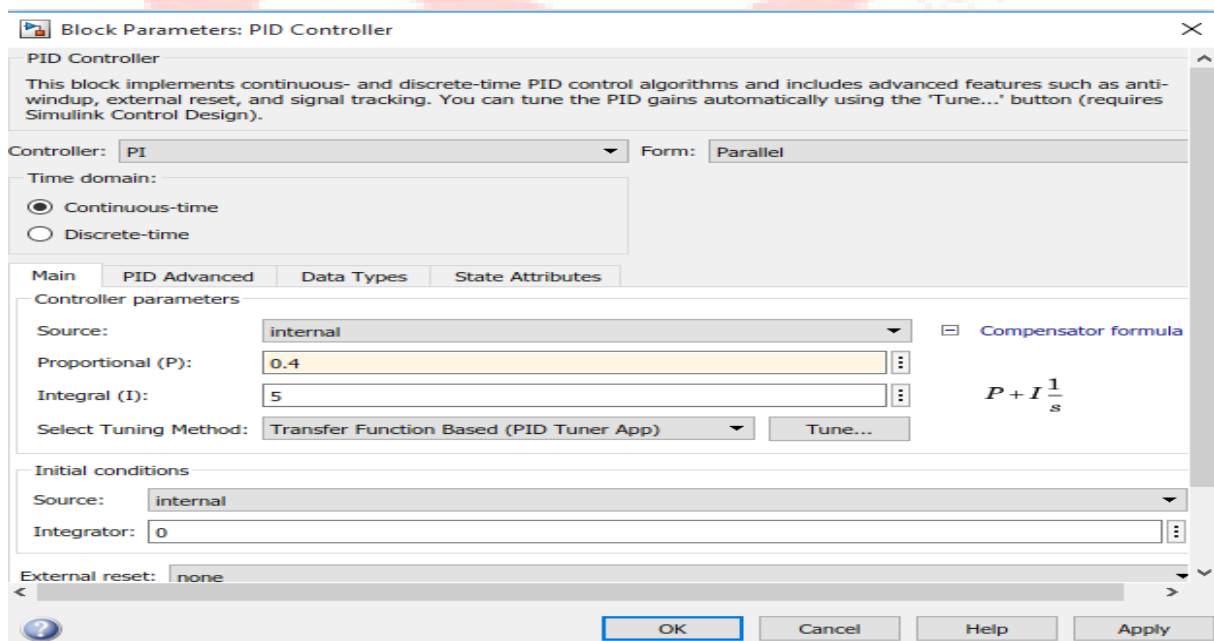 Block Parameters: PID Controller
PID Controller
This block implements continuous- and discrete-time PID control algorithms and includes advanced features such as anti-
windup, external reset, and signal tracking. You can tune the PID gains automatically using the 'Tune...' button (requires
Simulink Control Design).
Controller: PI Form: Parallel
Time domain:
Continuous-time
Discrete-time
Main PID Advanced Data Types State Attributes
Controller parameters
Source: internal Compensator formula
Proportional (P): 0.4
Integral (I): 5 P + I 1/s
Select Tuning Method: Transfer Function Based (PID Tuner App) Tune...
Initial conditions
Source: internal
Integrator: 0
External reset: none
OK Cancel Help Apply